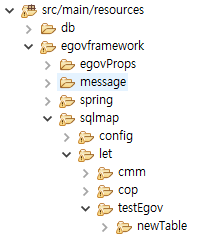 src/main/resources
db
egovframework
egovProps
message
spring
sqlmap
config
let
cmm
cop
testEgov
newTable